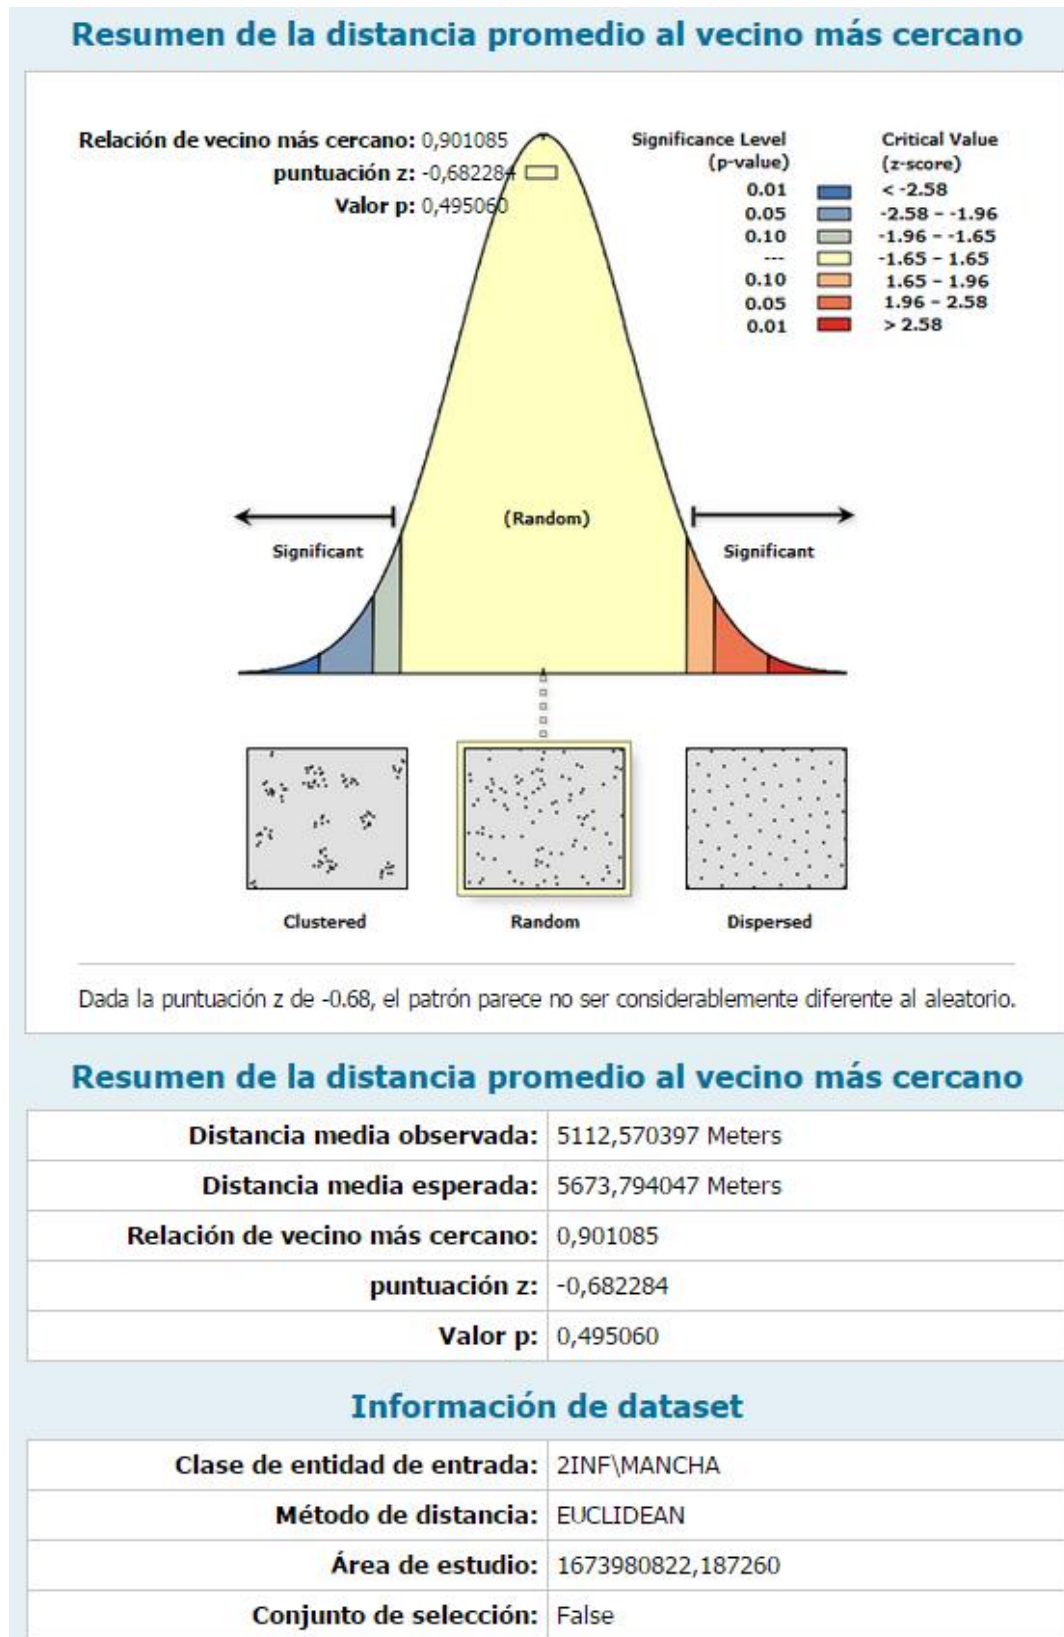 Resumen de la distancia promedio al vecino más cercano
Relación de vecino más cercano: 0,901085
puntuación z: -0,682284
Valor p: 0,495060
Significance Level (p-value)
Critical Value (z-score)
0.01 < -2.58
0.05 -2.58 – -1.96
0.10 -1.96 – -1.65
--- -1.65 – 1.65
0.10 1.65 – 1.96
0.05 1.96 – 2.58
0.01 > 2.58
(Random)
Significant
Significant
Clustered
Random
Dispersed
Dada la puntuación z de -0.68, el patrón parece no ser considerablemente diferente al aleatorio.
Resumen de la distancia promedio al vecino más cercano
Distancia media observada: 5112,570397 Meters
Distancia media esperada: 5673,794047 Meters
Relación de vecino más cercano: 0,901085
puntuación z: -0,682284
Valor p: 0,495060
Información de dataset
Clase de entidad de entrada: 2INF\MANCHA
Método de distancia: EUCLIDEAN
Área de estudio: 1673980822,187260
Conjunto de selección: False